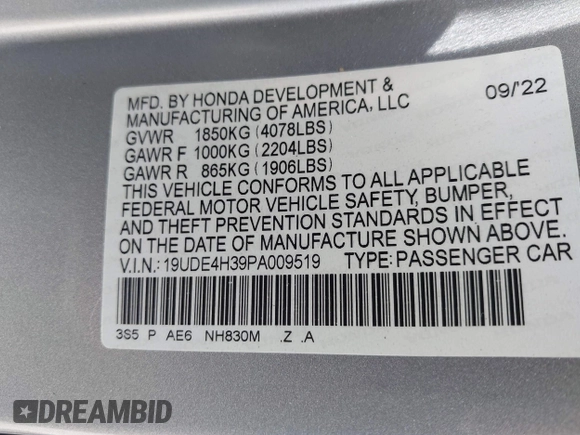 MFD. BY HONDA DEVELOPMENT & 09/'22
MANUFACTURING OF AMERICA, LLC
GVWR 1850KG (4078LBS)
GAWR F 1000KG (2204LBS)
GAWR R 865KG (1906LBS)
THIS VEHICLE CONFORMS TO ALL APPLICABLE
FEDERAL MOTOR VEHICLE SAFETY, BUMPER,
AND THEFT PREVENTION STANDARDS IN EFFECT
ON THE DATE OF MANUFACTURE SHOWN ABOVE.
V.I.N.: 19UDE4H39PA009519 TYPE: PASSENGER CAR
3S5 P AE6 NH830M .Z .A
DREAMBID